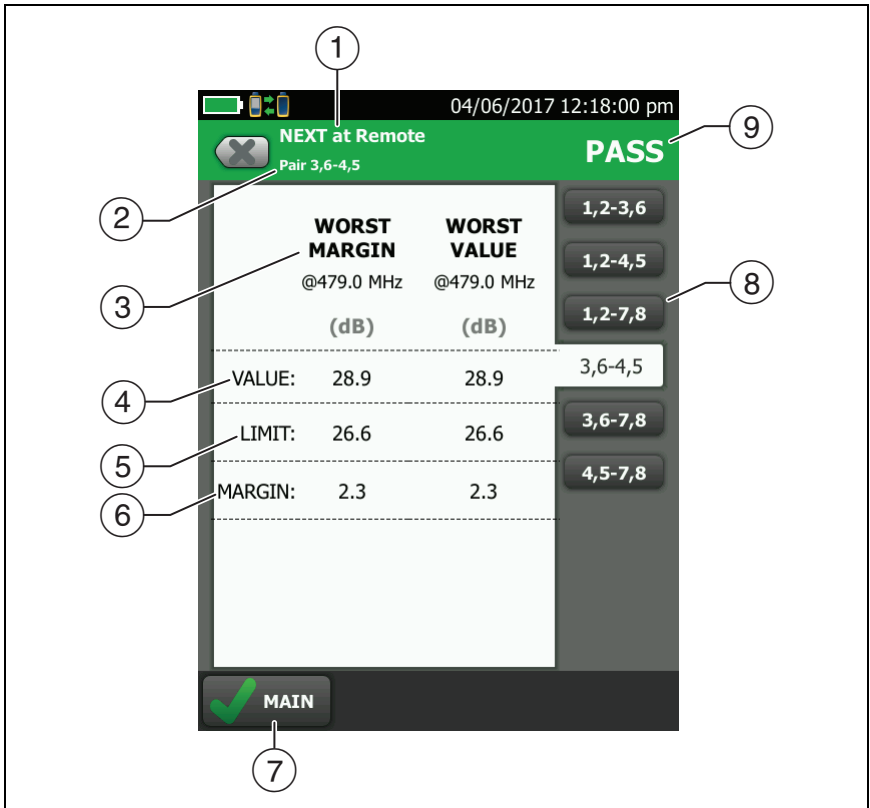 1
04/06/2017 12:18:00 pm
NEXT at Remote
Pair 3,6-4,5
PASS
9
2
WORST MARGIN
WORST VALUE
@479.0 MHz
@479.0 MHz
(dB)
(dB)
3
1,2-3,6
1,2-4,5
1,2-7,8
8
3,6-4,5
3,6-7,8
4,5-7,8
4
VALUE: 28.9 28.9
5
LIMIT: 26.6 26.6
6
MARGIN: 2.3 2.3
MAIN
7